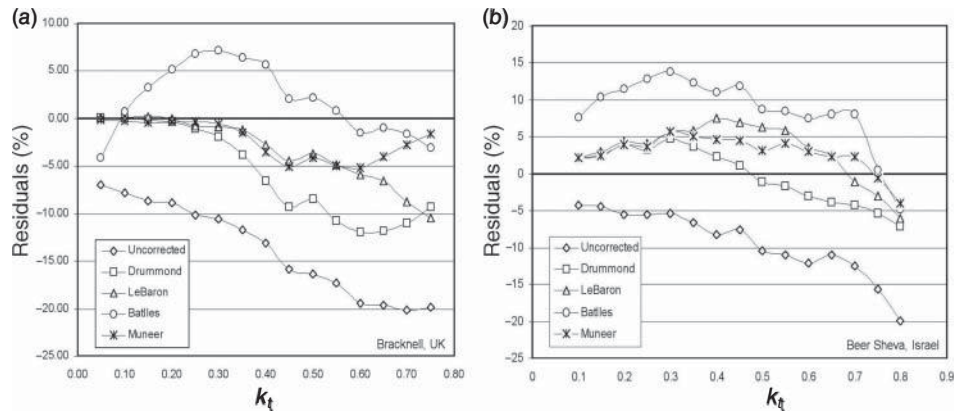 (a)
10.00
5.00
0.00
−5.00
−10.00
−15.00
−20.00
−25.00
Residuals (%)
Uncorrected
Drummond
LeBaron
Batlles
Muneer
Bracknell, UK
0.00 0.10 0.20 0.30 0.40 0.50 0.60 0.70 0.80
kt
(b)
20
15
10
5
0
−5
−10
−15
−20
−25
Residuals (%)
Uncorrected
Drummond
LeBaron
Batlles
Muneer
Beer Sheva, Israel
0 0.1 0.2 0.3 0.4 0.5 0.6 0.7 0.8 0.9
kt